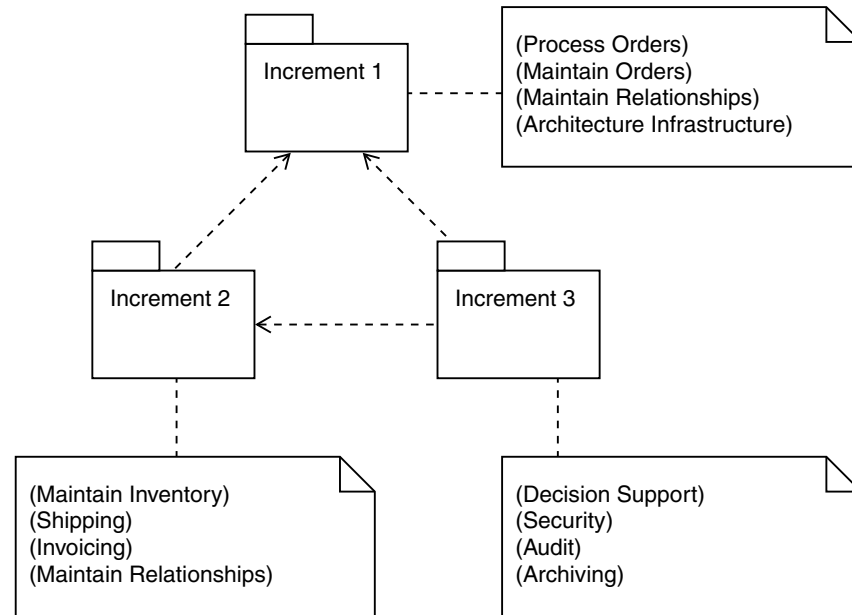 Increment 1
(Process Orders)
(Maintain Orders)
(Maintain Relationships)
(Architecture Infrastructure)
Increment 2
Increment 3
(Maintain Inventory)
(Shipping)
(Invoicing)
(Maintain Relationships)
(Decision Support)
(Security)
(Audit)
(Archiving)